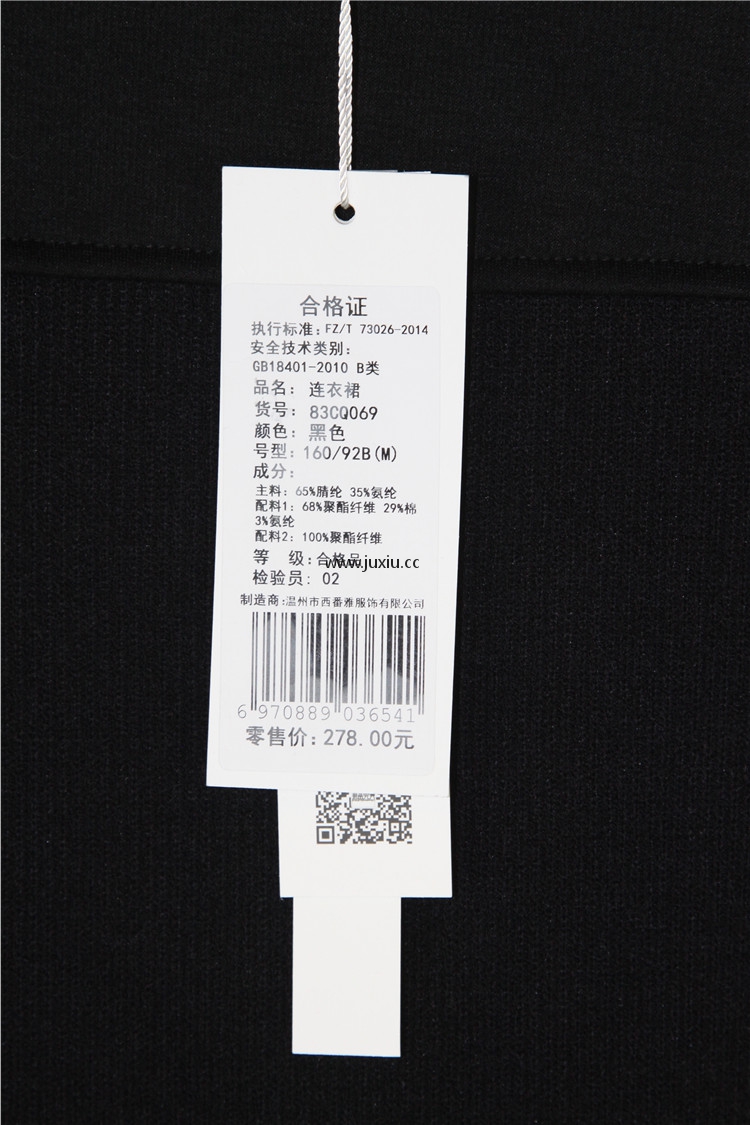 合格证
执行标准：FZ/T 73026-2014
安全技术类别：
GB18401-2010 B类
品名：连衣裙
货号：83CQ069
颜色：黑色
号型：160/92B(M)
成分：
主料：65%腈纶 35%氨纶
配料1：68%聚酯纤维 29%棉
3%氨纶
配料2：100%聚酯纤维
等 级：合格品
www.juxiu.cc
检验员：02
制造商：温州市西番雅服饰有限公司
6 970889 036541
零售价：278.00元